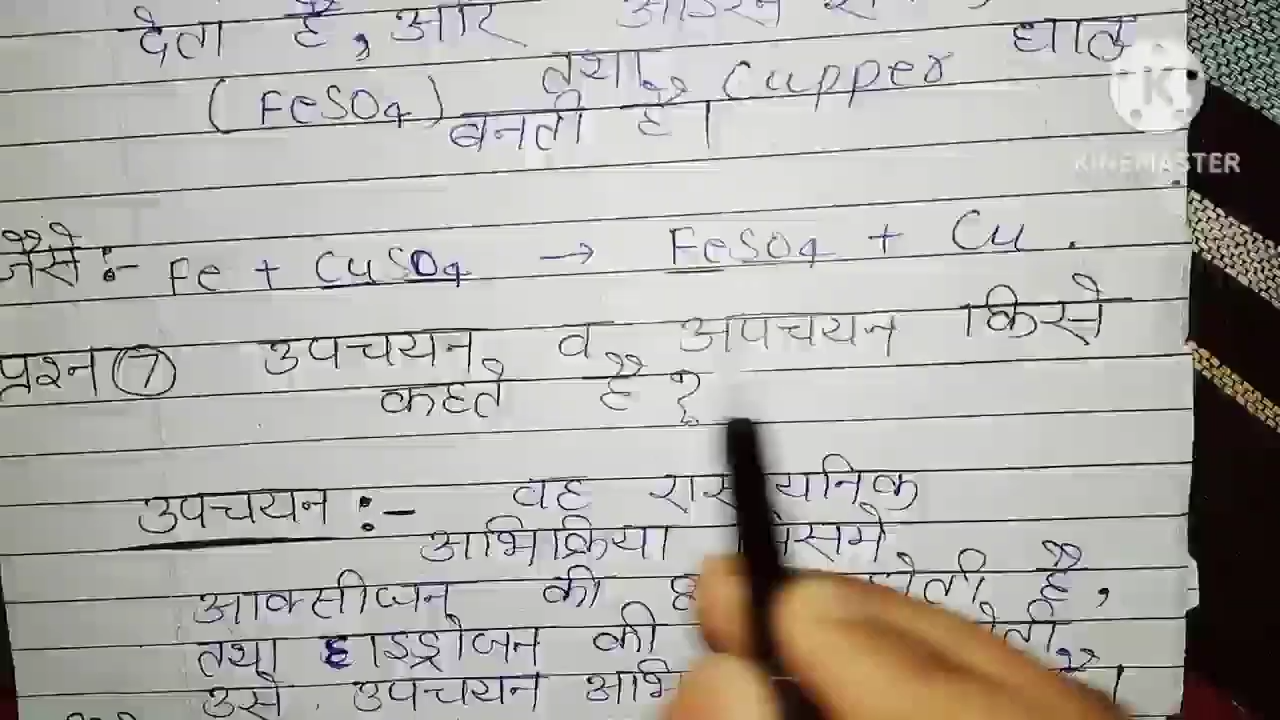 देता है, और
धातु
(FeSO4) तथा Cupper
बनती है।
KINEMASTER
जैसे :- Fe + CuSO4 → FeSO4 + Cu.
प्रश्न (7) उपचयन व अपचयन किसे
कहते है ?
उपचयन :- वह
अभिक्रिया
आक्सीजन की है,
तथा हाइड्रोजन की
उसे उपचयन